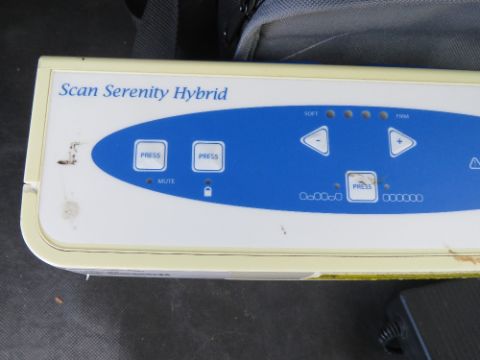 Scan Serenity Hybrid
SOFT FIRM
- +
PRESS PRESS
MUTE
PRESS